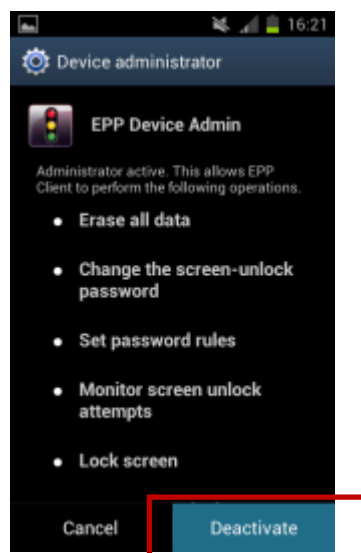 16:21
Device administrator
EPP Device Admin
Administrator active. This allows EPP
Client to perform the following operations.
• Erase all data
• Change the screen-unlock
password
• Set password rules
• Monitor screen unlock
attempts
• Lock screen
Cancel
Deactivate